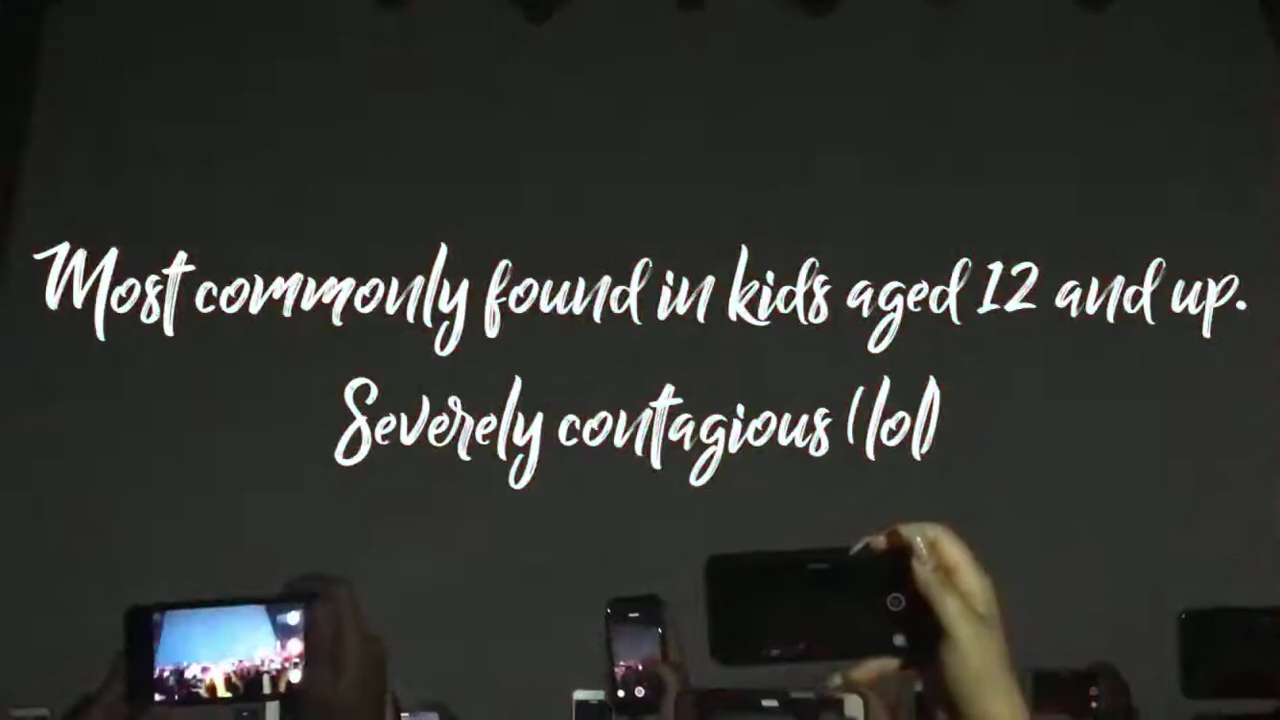 Most commonly found in kids aged 12 and up.
Severely contagious (lol)